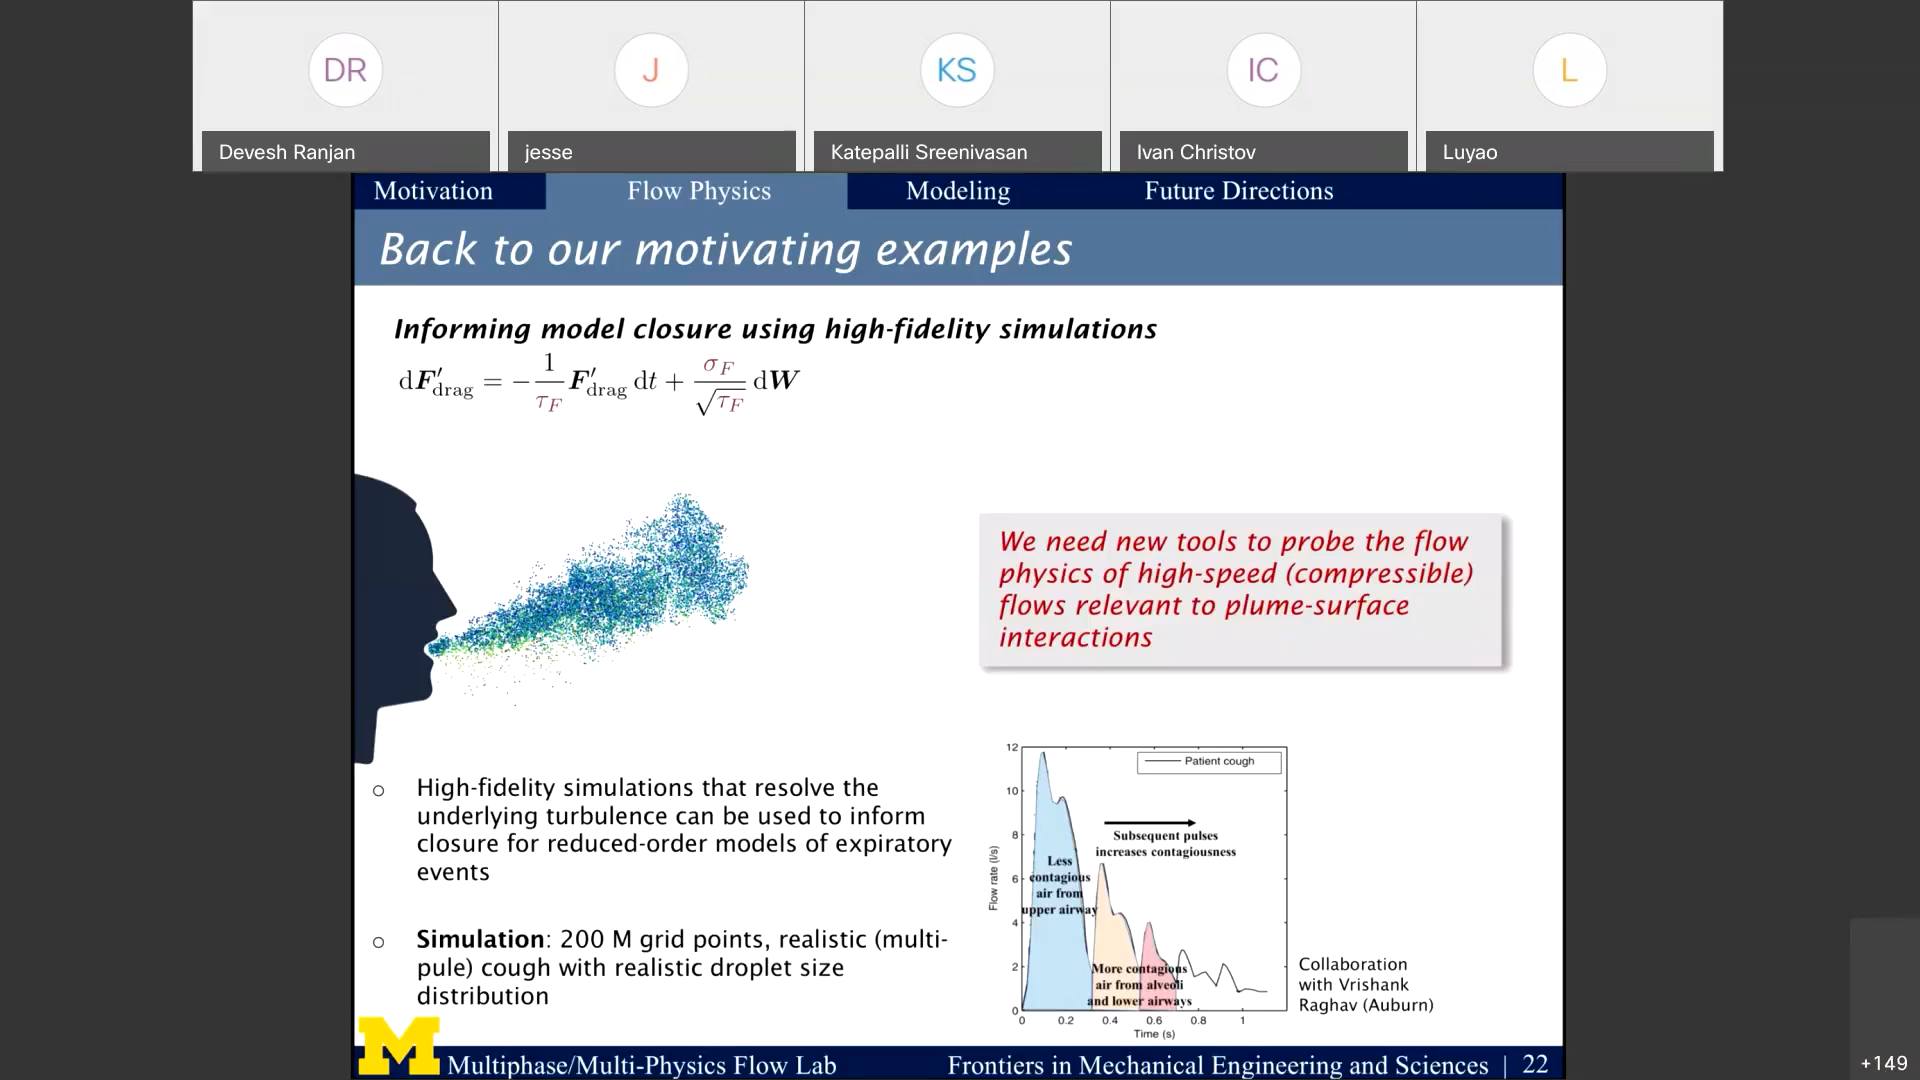 DR
J
KS
IC
L
Devesh Ranjan
jesse
Katepalli Sreenivasan
Ivan Christov
Luyao
Motivation
Flow Physics
Modeling
Future Directions
Back to our motivating examples
Informing model closure using high-fidelity simulations
d𝑭′_drag = − 1/τ_F 𝑭′_drag dt + σ_F/√τ_F d𝑾
We need new tools to probe the flow
physics of high-speed (compressible)
flows relevant to plume-surface
interactions
○ High-fidelity simulations that resolve the
underlying turbulence can be used to inform
closure for reduced-order models of expiratory
events
○ Simulation: 200 M grid points, realistic (multi-
pule) cough with realistic droplet size
distribution
Patient cough
Subsequent pulses
increases contagiousness
Less
contagious
air from
upper airway
More contagious
air from alveoli
and lower airways
Flow rate (l/s)
12
10
8
6
4
2
0
0 0.2 0.4 0.6 0.8 1
Time (s)
Collaboration
with Vrishank
Raghav (Auburn)
M
Multiphase/Multi-Physics Flow Lab
Frontiers in Mechanical Engineering and Sciences | 22
+149